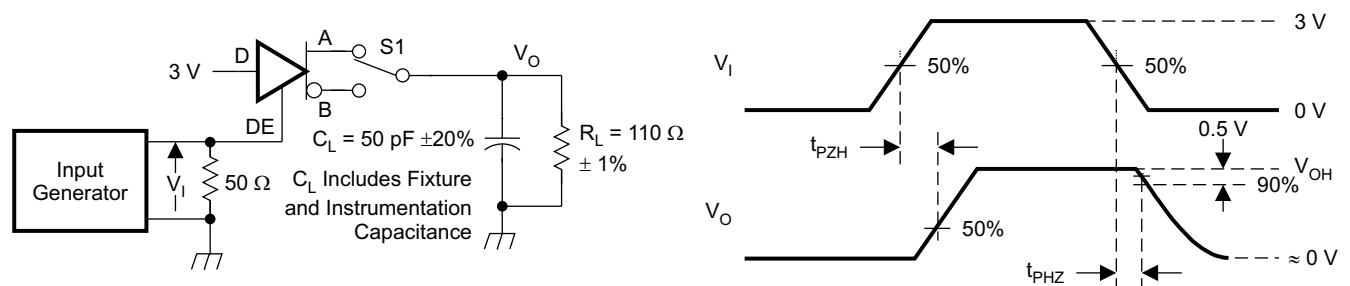 3 V
D
A
S1
V_O
B
DE
Input
Generator
V_I
50 Ω
C_L = 50 pF ±20%
C_L Includes Fixture
and Instrumentation
Capacitance
R_L = 110 Ω
± 1%
V_I
50%
50%
3 V
0 V
t_PZH
0.5 V
V_OH
90%
V_O
50%
≈ 0 V
t_PHZ